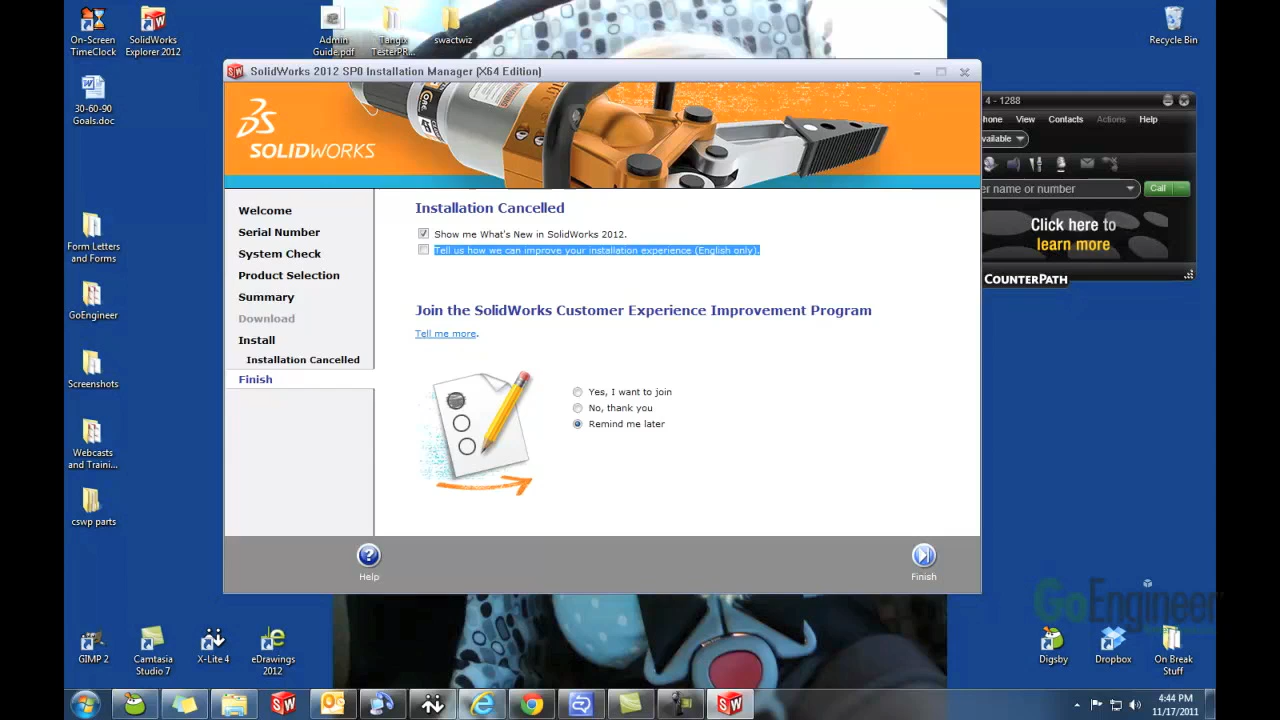 On-Screen
TimeClock
SolidWorks
Explorer 2012
Admin
Guide.pdf
Tangix
TesterPR...
swactwiz
Recycle Bin
30-60-90
Goals.doc
SolidWorks 2012 SP0 Installation Manager (X64 Edition)
SOLIDWORKS
Welcome
Serial Number
System Check
Product Selection
Summary
Download
Install
Installation Cancelled
Finish
Installation Cancelled
Show me What's New in SolidWorks 2012.
Tell us how we can improve your installation experience (English only).
Join the SolidWorks Customer Experience Improvement Program
Tell me more.
Yes, I want to join
No, thank you
Remind me later
Help
Finish
4 - 1288
hone View Contacts Actions Help
vailable
er name or number
Call
Click here to
learn more
COUNTERPATH
Form Letters
and Forms
GoEngineer
Screenshots
Webcasts
and Traini...
cswp parts
GoEngineer
GIMP 2
Camtasia
Studio 7
X-Lite 4
eDrawings
2012
Digsby
Dropbox
On Break
Stuff
4:44 PM
11/17/2011